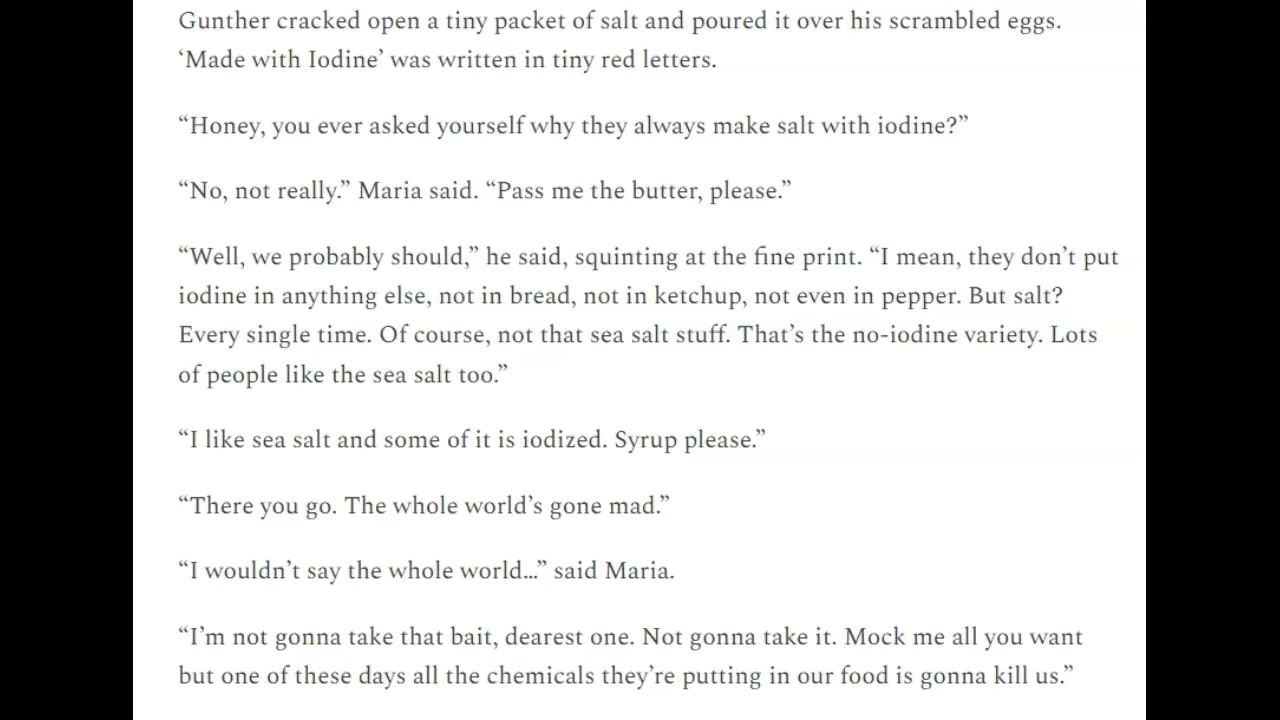 Gunther cracked open a tiny packet of salt and poured it over his scrambled eggs.
‘Made with Iodine’ was written in tiny red letters.
“Honey, you ever asked yourself why they always make salt with iodine?”
“No, not really.” Maria said. “Pass me the butter, please.”
“Well, we probably should,” he said, squinting at the fine print. “I mean, they don’t put
iodine in anything else, not in bread, not in ketchup, not even in pepper. But salt?
Every single time. Of course, not that sea salt stuff. That’s the no-iodine variety. Lots
of people like the sea salt too.”
“I like sea salt and some of it is iodized. Syrup please.”
“There you go. The whole world’s gone mad.”
“I wouldn’t say the whole world…” said Maria.
“I’m not gonna take that bait, dearest one. Not gonna take it. Mock me all you want
but one of these days all the chemicals they’re putting in our food is gonna kill us.”